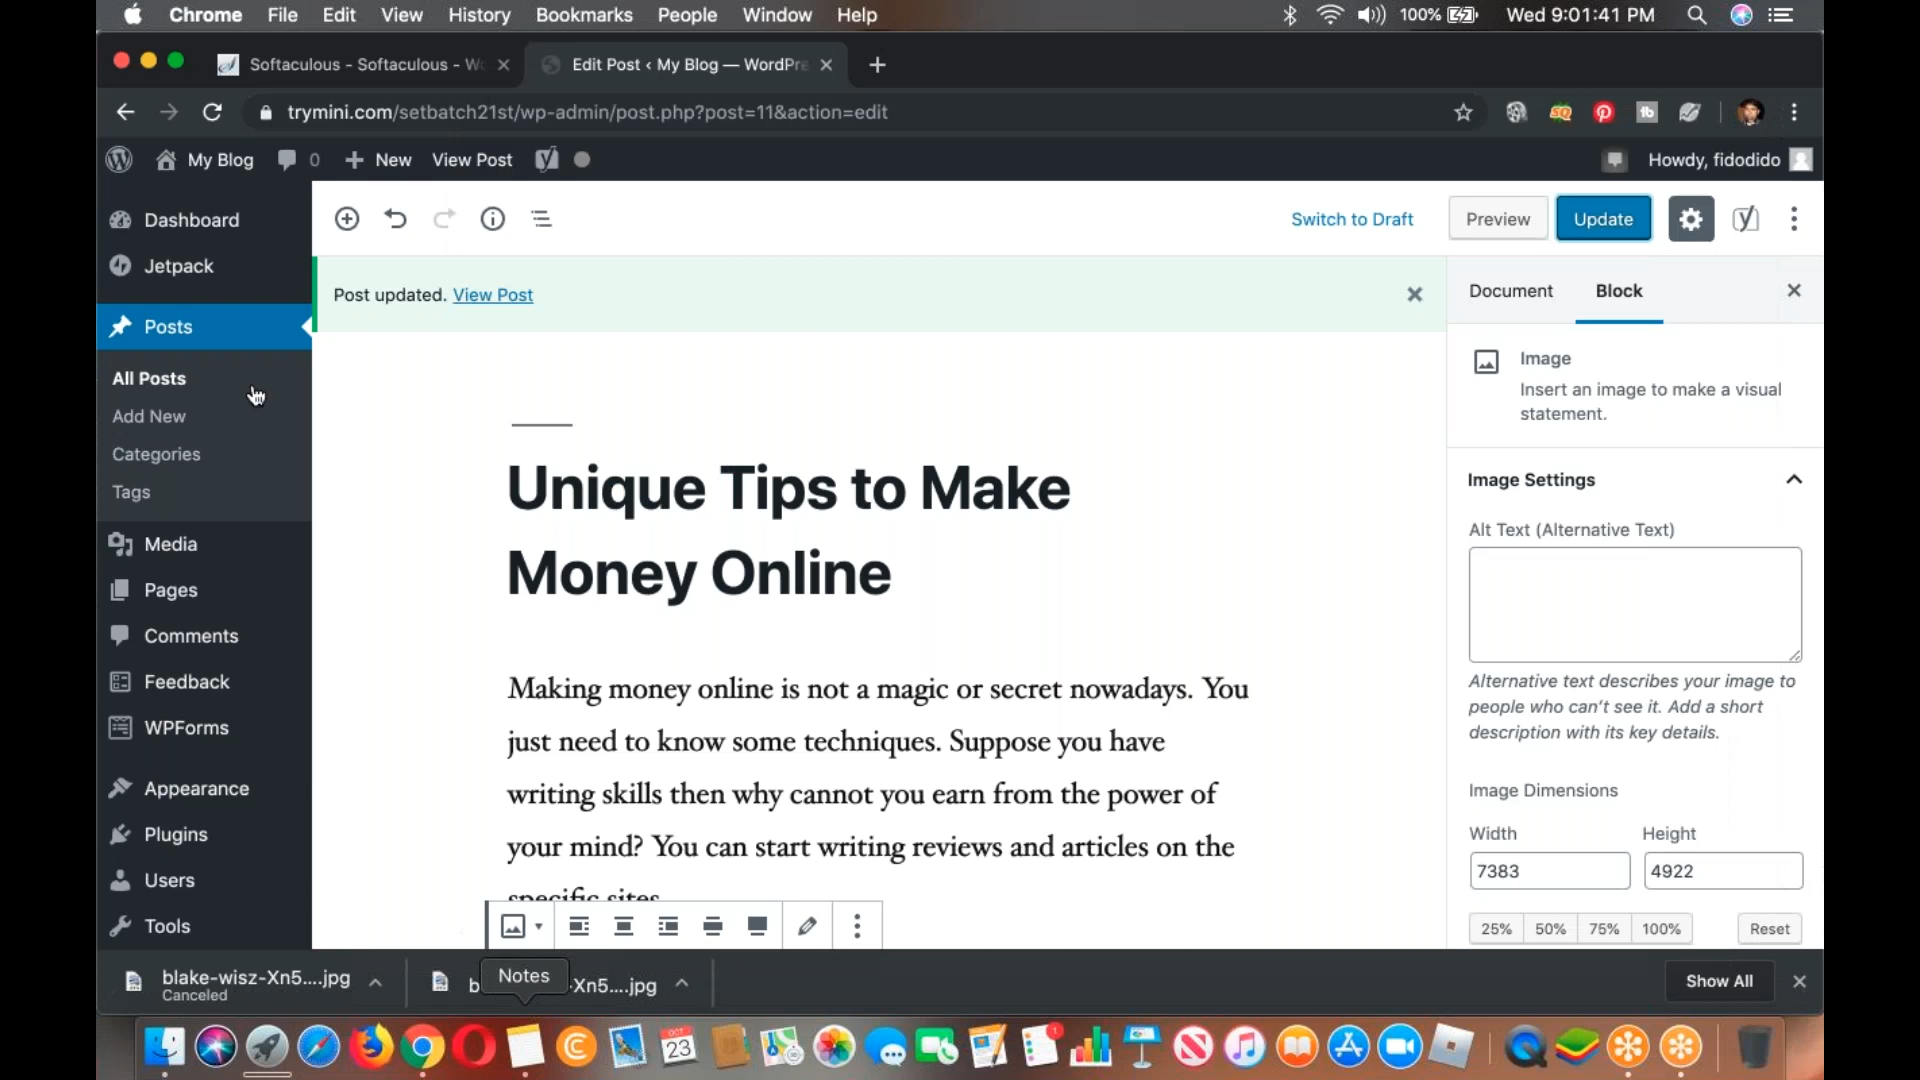 Chrome File Edit View History Bookmarks People Window Help 100% Wed 9:01:41 PM
Softaculous - Softaculous - Wo Edit Post ‹ My Blog — WordPre
trymini.com/setbatch21st/wp-admin/post.php?post=11&action=edit
My Blog 0 New View Post Howdy, fidodido
Dashboard
Jetpack
Posts
All Posts
Add New
Categories
Tags
Media
Pages
Comments
Feedback
WPForms
Appearance
Plugins
Users
Tools
Switch to Draft Preview Update
Post updated. View Post
Unique Tips to Make
Money Online
Making money online is not a magic or secret nowadays. You
just need to know some techniques. Suppose you have
writing skills then why cannot you earn from the power of
your mind? You can start writing reviews and articles on the
specific sites.
Document Block
Image
Insert an image to make a visual
statement.
Image Settings
Alt Text (Alternative Text)
Alternative text describes your image to
people who can't see it. Add a short
description with its key details.
Image Dimensions
Width Height
7383 4922
25% 50% 75% 100% Reset
blake-wisz-Xn5....jpg
Canceled
b
Notes
-Xn5....jpg
Show All
OCT
23
1